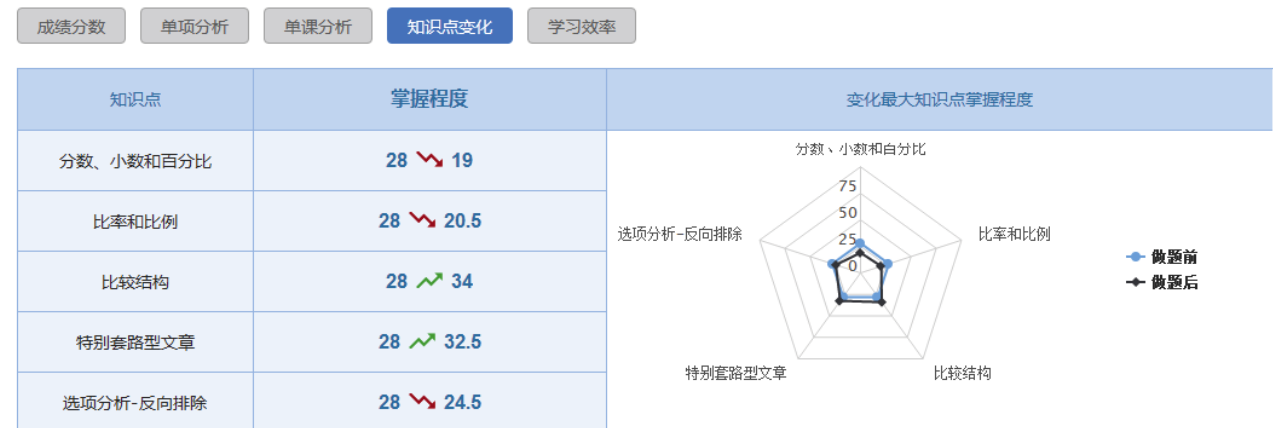 成绩分数 单项分析 单课分析 知识点变化 学习效率
知识点 掌握程度 变化最大知识点掌握程度
分数、小数和百分比 28 19
比率和比例 28 20.5
比较结构 28 34
特别套路型文章 28 32.5
选项分析-反向排除 28 24.5
分数、小数和百分比
75
50
25
0
选项分析-反向排除
比率和比例
特别套路型文章
比较结构
做题前
做题后